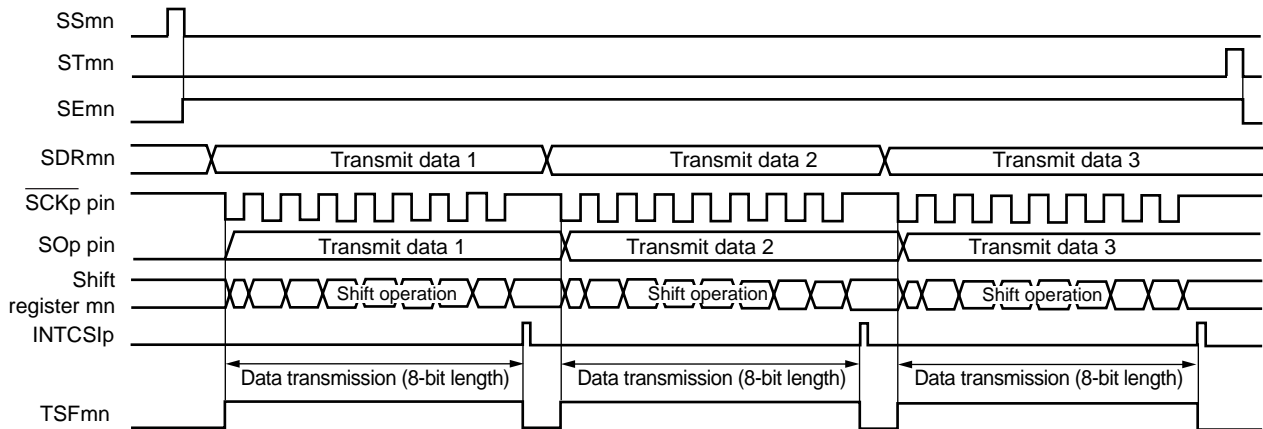 SSmn
STmn
SEmn
SDRmn Transmit data 1 Transmit data 2 Transmit data 3
SCKp pin
SOp pin Transmit data 1 Transmit data 2 Transmit data 3
Shift
register mn Shift operation Shift operation Shift operation
INTCSIp
Data transmission (8-bit length) Data transmission (8-bit length) Data transmission (8-bit length)
TSFmn